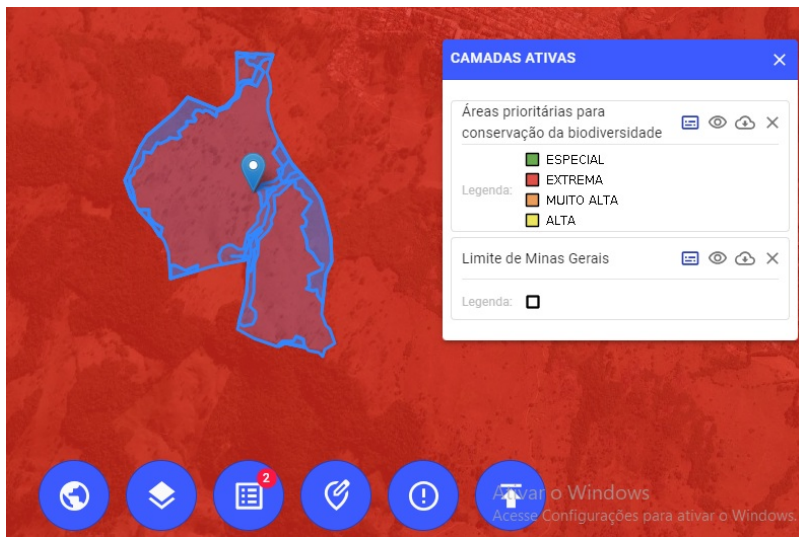 CAMADAS ATIVAS
Áreas prioritárias para
conservação da biodiversidade
Legenda:
ESPECIAL
EXTREMA
MUITO ALTA
ALTA
Limite de Minas Gerais
Legenda:
2
Ativar o Windows
Acesse Configurações para ativar o Windows.